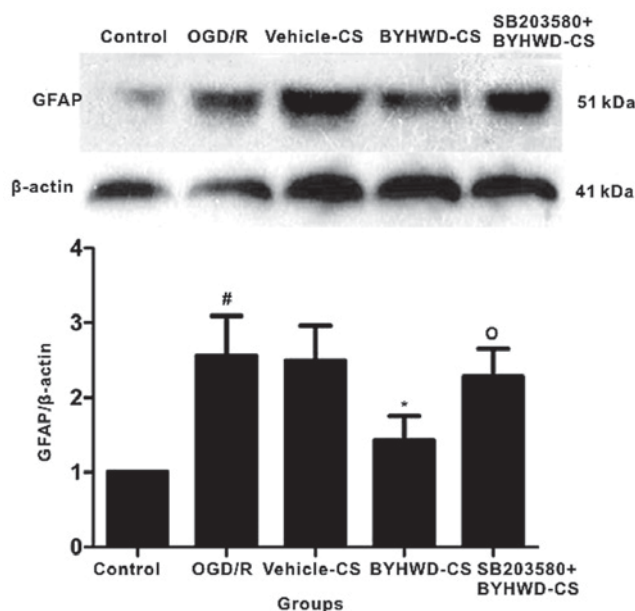 Control OGD/R Vehicle-CS BYHWD-CS SB203580+
BYHWD-CS
GFAP 51 kDa
β-actin 41 kDa
4
#
3
O
2
*
GFAP/β-actin
1
0
Control OGD/R Vehicle-CS BYHWD-CS SB203580+
BYHWD-CS
Groups